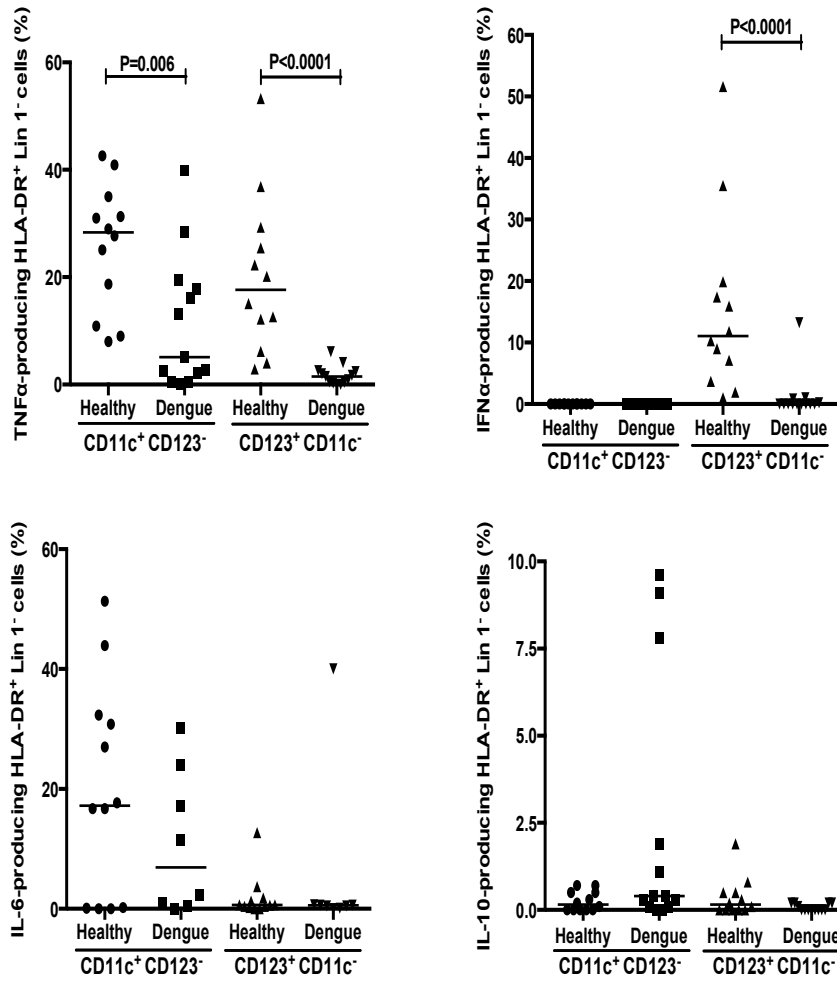 TNFα-producing HLA-DR⁺ Lin 1⁻ cells (%)
P=0.006
P<0.0001
60
40
20
0
Healthy Dengue Healthy Dengue
CD11c⁺ CD123⁻ CD123⁺ CD11c⁻
IFNα-producing HLA-DR⁺ Lin 1⁻ cells (%)
P<0.0001
60
50
40
30
20
10
0
Healthy Dengue Healthy Dengue
CD11c⁺ CD123⁻ CD123⁺ CD11c⁻
IL-6-producing HLA-DR⁺ Lin 1⁻ cells (%)
60
40
20
0
Healthy Dengue Healthy Dengue
CD11c⁺ CD123⁻ CD123⁺ CD11c⁻
IL-10-producing HLA-DR⁺ Lin 1⁻ cells (%)
10.0
7.5
5.0
2.5
0.0
Healthy Dengue Healthy Dengue
CD11c⁺ CD123⁻ CD123⁺ CD11c⁻